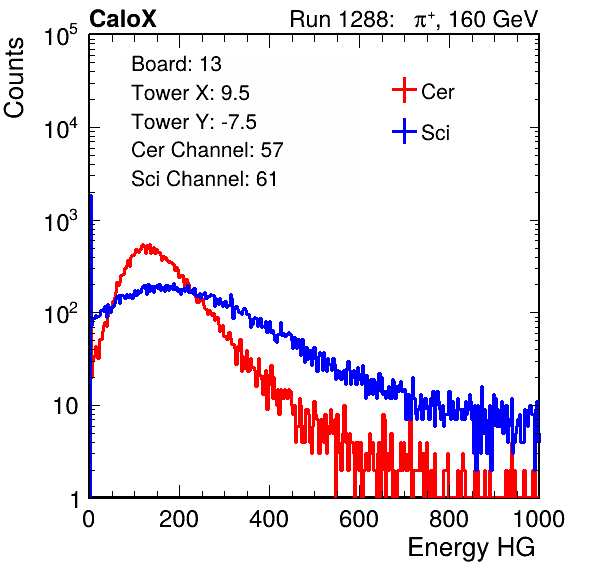 CaloX Run 1288: π⁺, 160 GeV
Counts
10⁵
10⁴
10³
10²
10
1
Board: 13
Tower X: 9.5
Tower Y: -7.5
Cer Channel: 57
Sci Channel: 61
Cer
Sci
0 200 400 600 800 1000
Energy HG